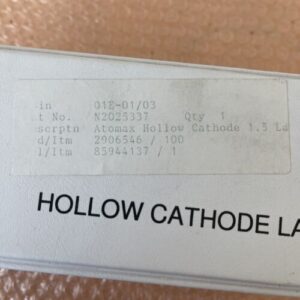 in 01E-01/03
t No. N2025337 Qty 1
scrptn Atomax Hollow Cathode 1.5 La
d/Itm 2906546 / 100
l/Itm 85944137 / 1
HOLLOW CATHODE LA